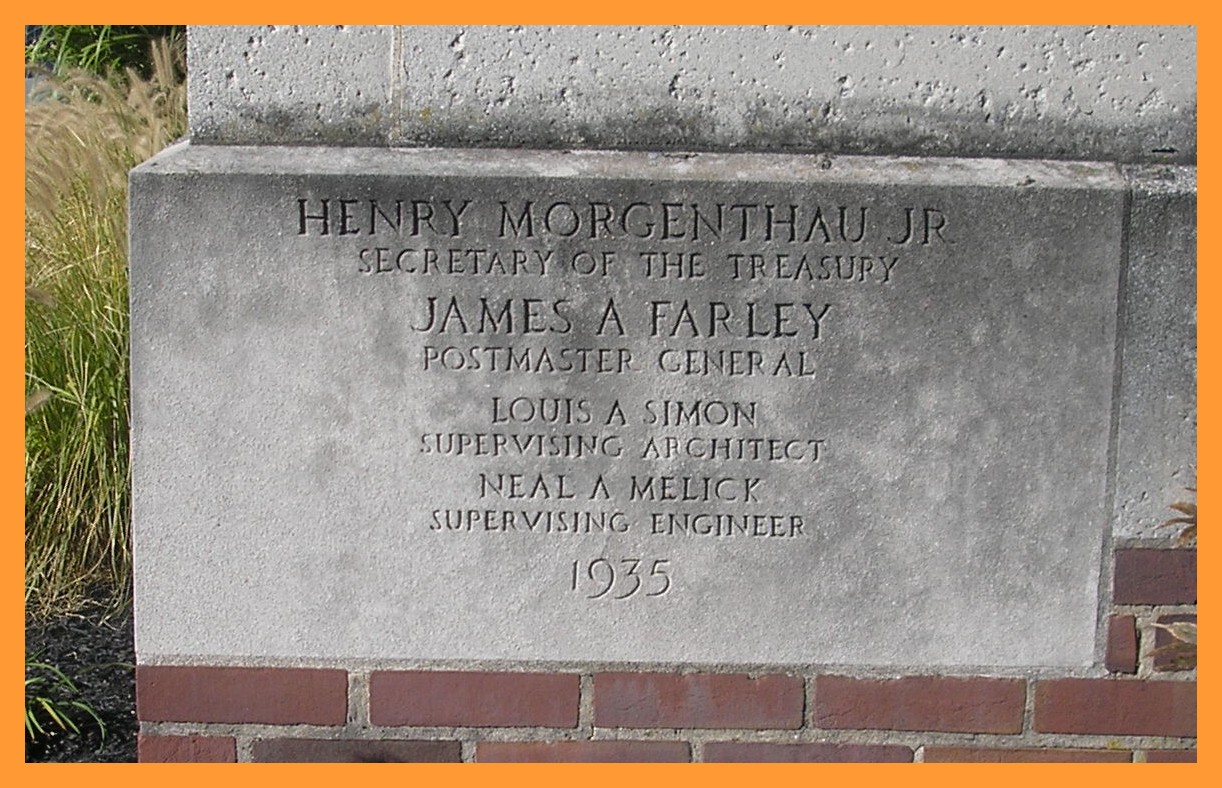 HENRY MORGENTHAU JR
SECRETARY OF THE TREASURY
JAMES A FARLEY
POSTMASTER GENERAL
LOUIS A SIMON
SUPERVISING ARCHITECT
NEAL A MELICK
SUPERVISING ENGINEER
1935